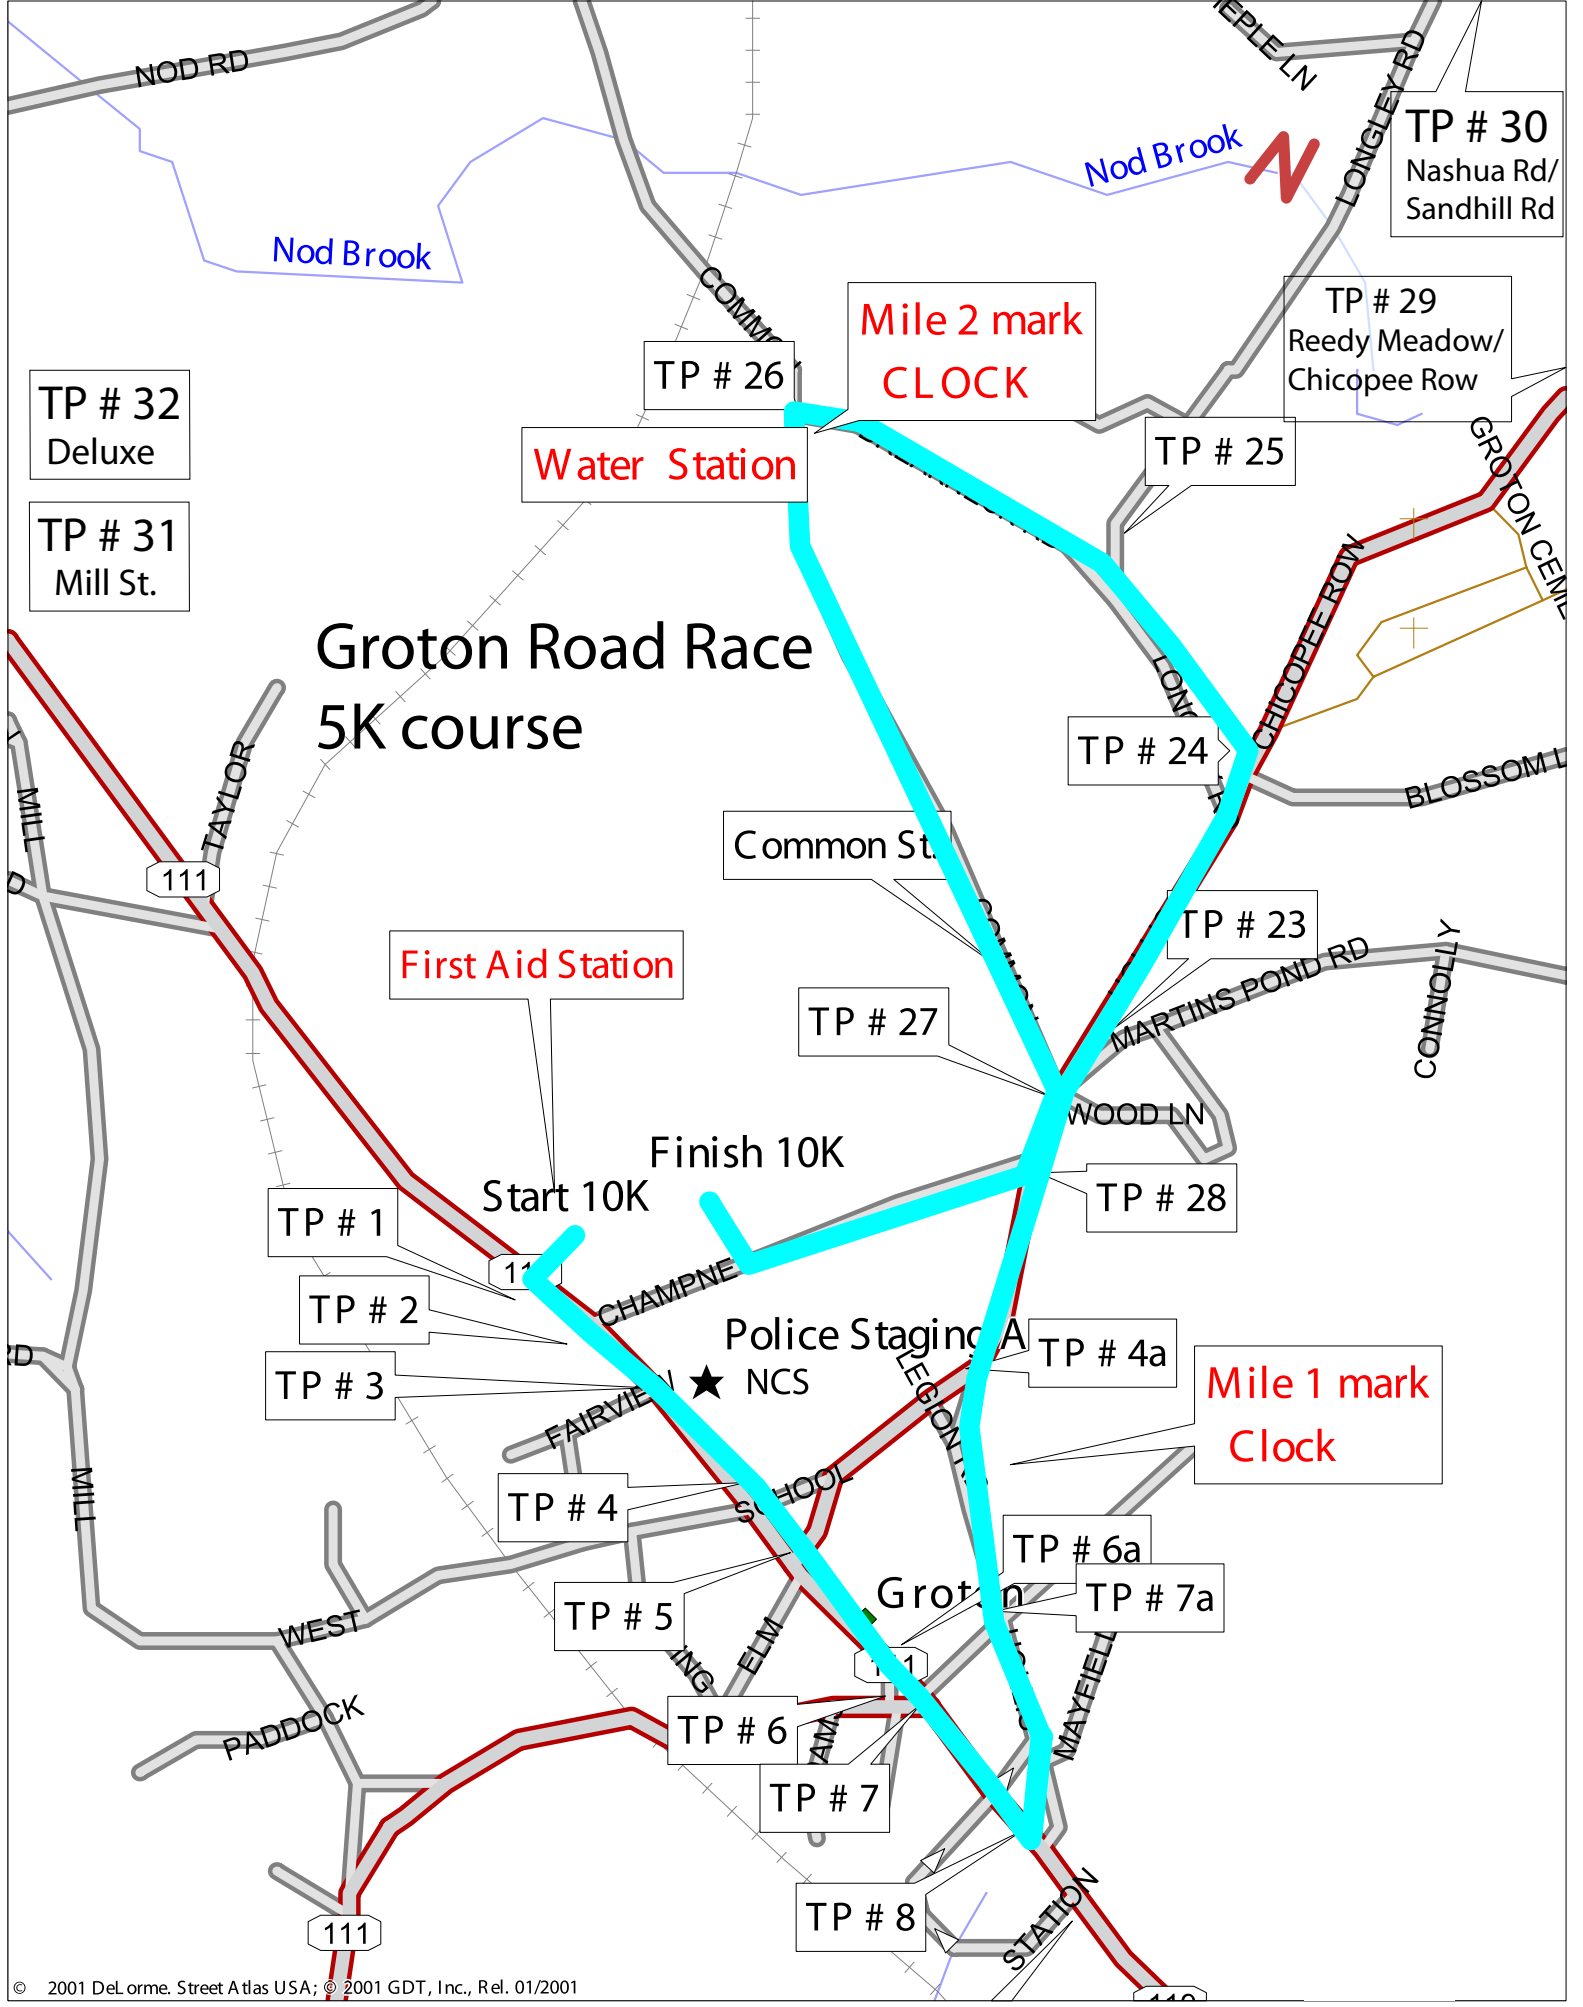 NOD RD
LONGLEY RD
Nod Brook
TP # 30
Nashua Rd/
Sandhill Rd
Nod Brook
TP # 29
Reedy Meadow/
Chicopee Row
Mile 2 mark
CLOCK
TP # 26
TP # 32
Deluxe
Water Station
TP # 25
TP # 31
Mill St.
CHICOPEE ROW
Groton Road Race
5K course
TP # 24
TAYLOR
MILL
111
Common St.
TP # 23
MARTINS POND RD
CONNOLLY
First Aid Station
TP # 27
WOOD LN
Finish 10K
Start 10K
TP # 28
TP # 1
TP # 2
Police Staging A
TP # 4a
TP # 3
NCS
Mile 1 mark
Clock
FAIRVIEW
SCHOOL
MILL
TP # 4
TP # 6a
Groton
TP # 7a
TP # 5
WEST
ELM
PADDOCK
TP # 6
TP # 7
TP # 8
STATION
111
© 2001 DeLorme. Street Atlas USA; © 2001 GDT, Inc., Rel. 01/2001